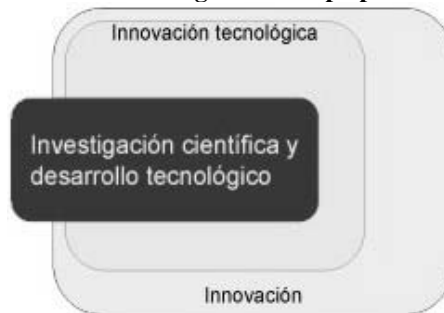 Innovación tecnológica
Investigación científica y
desarrollo tecnológico
Innovación